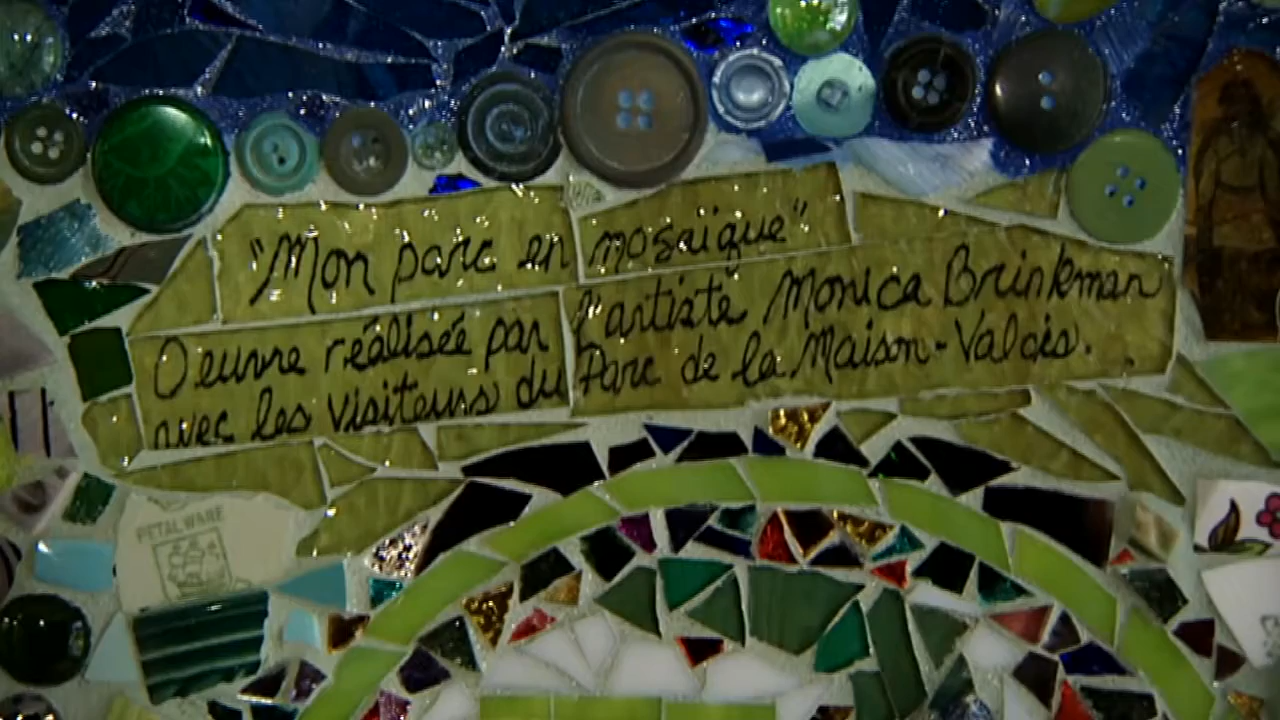 "Mon parc en mosaïque"
Oeuvre réalisée par l'artiste Monica Brinkman
avec les visiteurs du Parc de la Maison-Valois.
PETALWARE